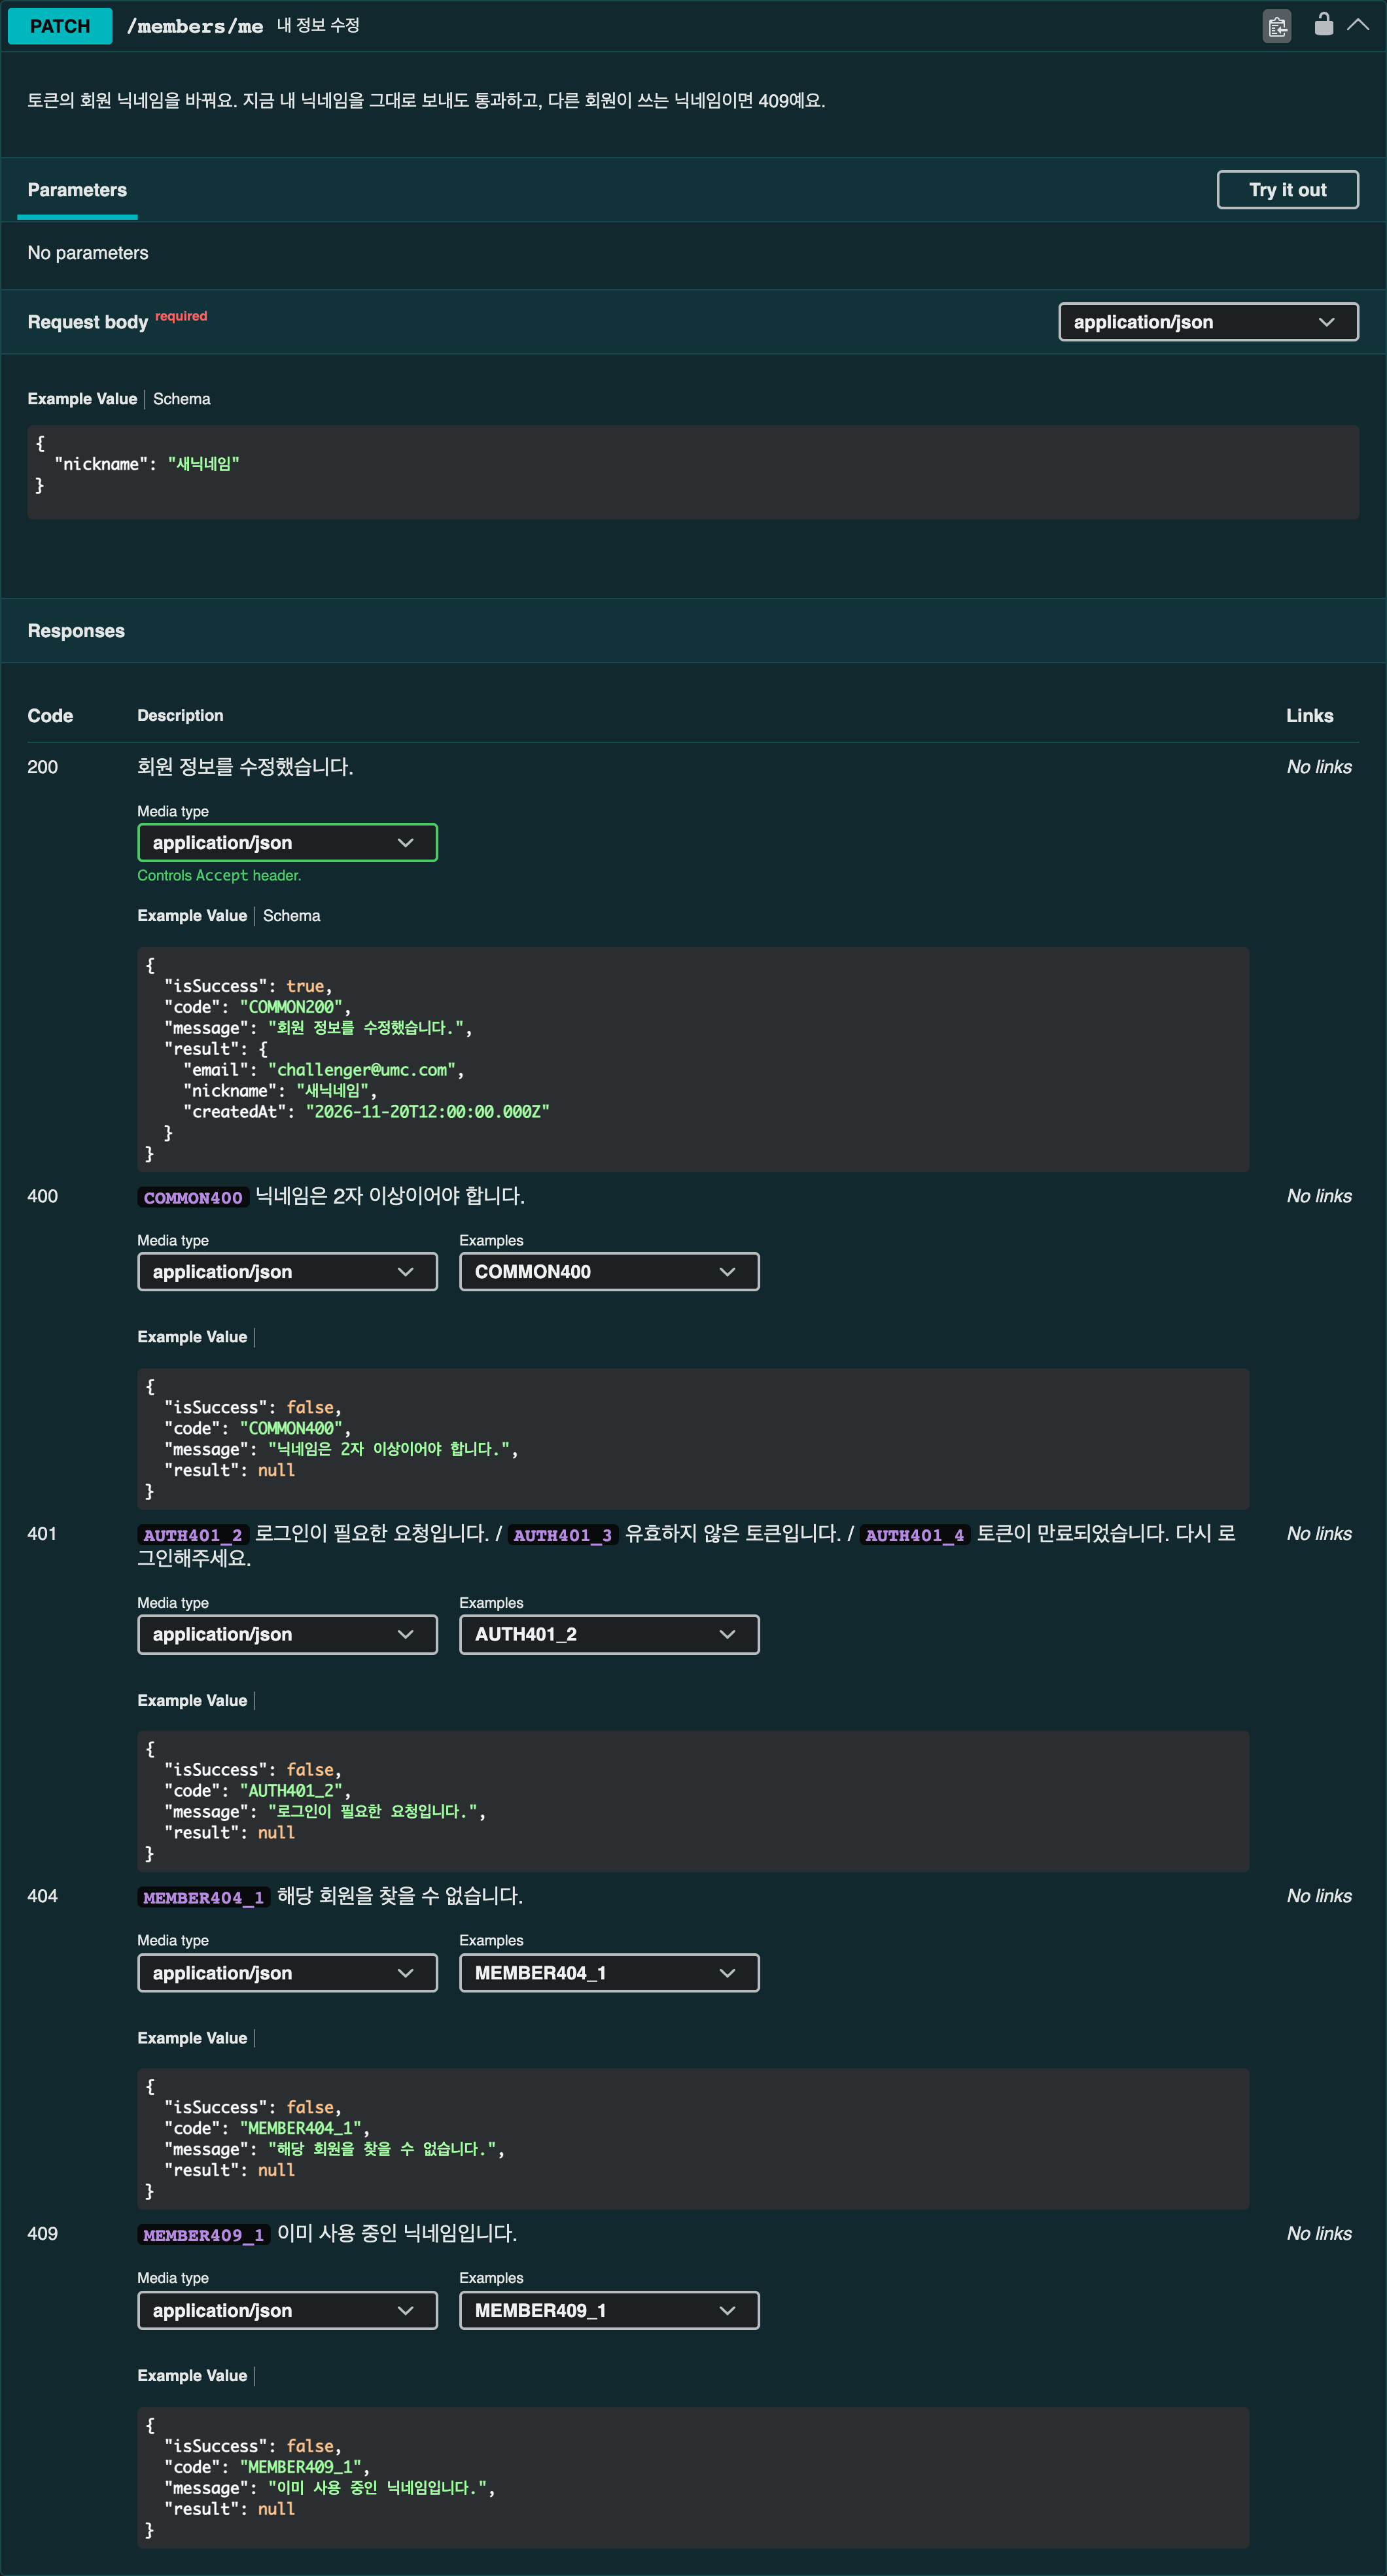 PATCH /members/me 내 정보 수정
토큰의 회원 닉네임을 바꿔요. 지금 내 닉네임을 그대로 보내도 통과하고, 다른 회원이 쓰는 닉네임이면 409예요.
Parameters
Try it out
No parameters
Request body required
application/json
Example Value
Schema
{
"nickname": "새닉네임"
}
Responses
Code Description Links
200 회원 정보를 수정했습니다. No links
Media type
application/json
Controls Accept header.
Example Value
Schema
{
"isSuccess": true,
"code": "COMMON200",
"message": "회원 정보를 수정했습니다.",
"result": {
"email": "challenger@umc.com",
"nickname": "새닉네임",
"createdAt": "2026-11-20T12:00:00.000Z"
}
}
400 COMMON400 닉네임은 2자 이상이어야 합니다. No links
Media type Examples
application/json COMMON400
Example Value
{
"isSuccess": false,
"code": "COMMON400",
"message": "닉네임은 2자 이상이어야 합니다.",
"result": null
}
401 AUTH401_2 로그인이 필요한 요청입니다. / AUTH401_3 유효하지 않은 토큰입니다. / AUTH401_4 토큰이 만료되었습니다. 다시 로 No links
그인해주세요.
Media type Examples
application/json AUTH401_2
Example Value
{
"isSuccess": false,
"code": "AUTH401_2",
"message": "로그인이 필요한 요청입니다.",
"result": null
}
404 MEMBER404_1 해당 회원을 찾을 수 없습니다. No links
Media type Examples
application/json MEMBER404_1
Example Value
{
"isSuccess": false,
"code": "MEMBER404_1",
"message": "해당 회원을 찾을 수 없습니다.",
"result": null
}
409 MEMBER409_1 이미 사용 중인 닉네임입니다. No links
Media type Examples
application/json MEMBER409_1
Example Value
{
"isSuccess": false,
"code": "MEMBER409_1",
"message": "이미 사용 중인 닉네임입니다.",
"result": null
}